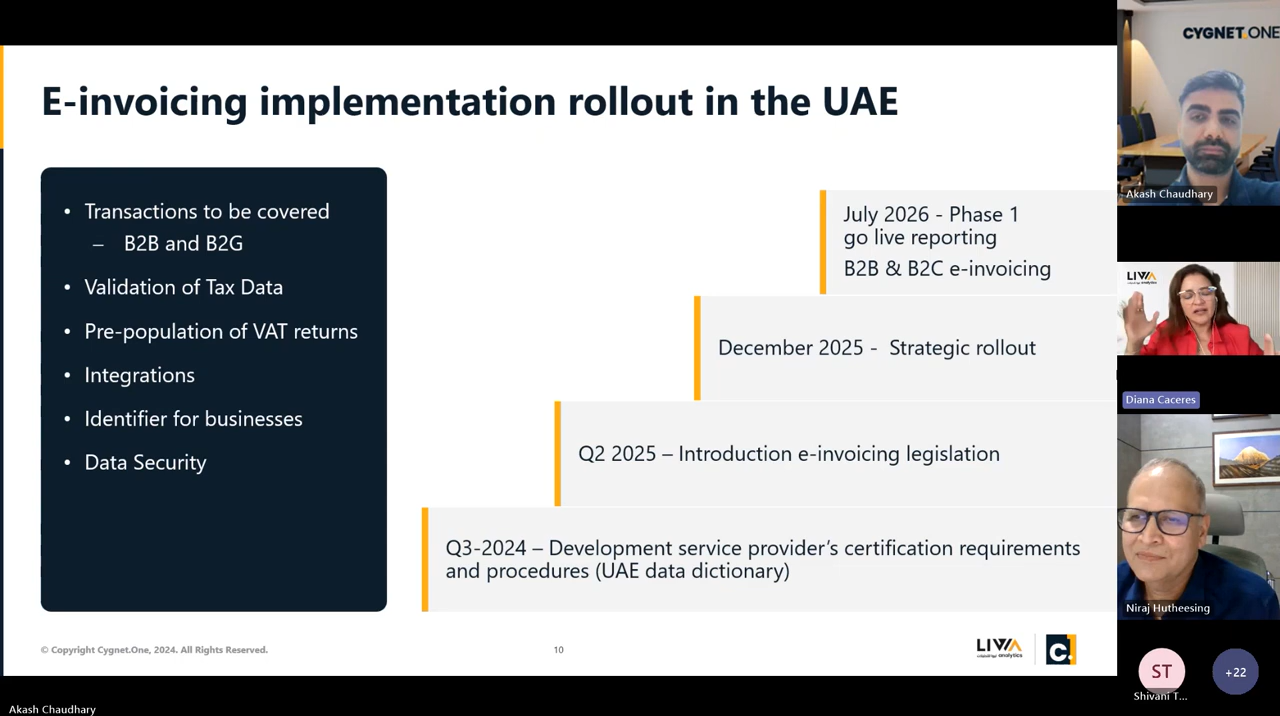 E-invoicing implementation rollout in the UAE
• Transactions to be covered
– B2B and B2G
• Validation of Tax Data
• Pre-population of VAT returns
• Integrations
• Identifier for businesses
• Data Security
July 2026 - Phase 1
go live reporting
B2B & B2C e-invoicing
December 2025 - Strategic rollout
Q2 2025 – Introduction e-invoicing legislation
Q3-2024 – Development service provider's certification requirements
and procedures (UAE data dictionary)
© Copyright Cygnet.One, 2024. All Rights Reserved.
10
LIWA
analytics
C.
Akash Chaudhary
CYGNET.ONE
Akash Chaudhary
LIWA
analytics
Diana Caceres
Niraj Hutheesing
ST
Shivani T...
+22